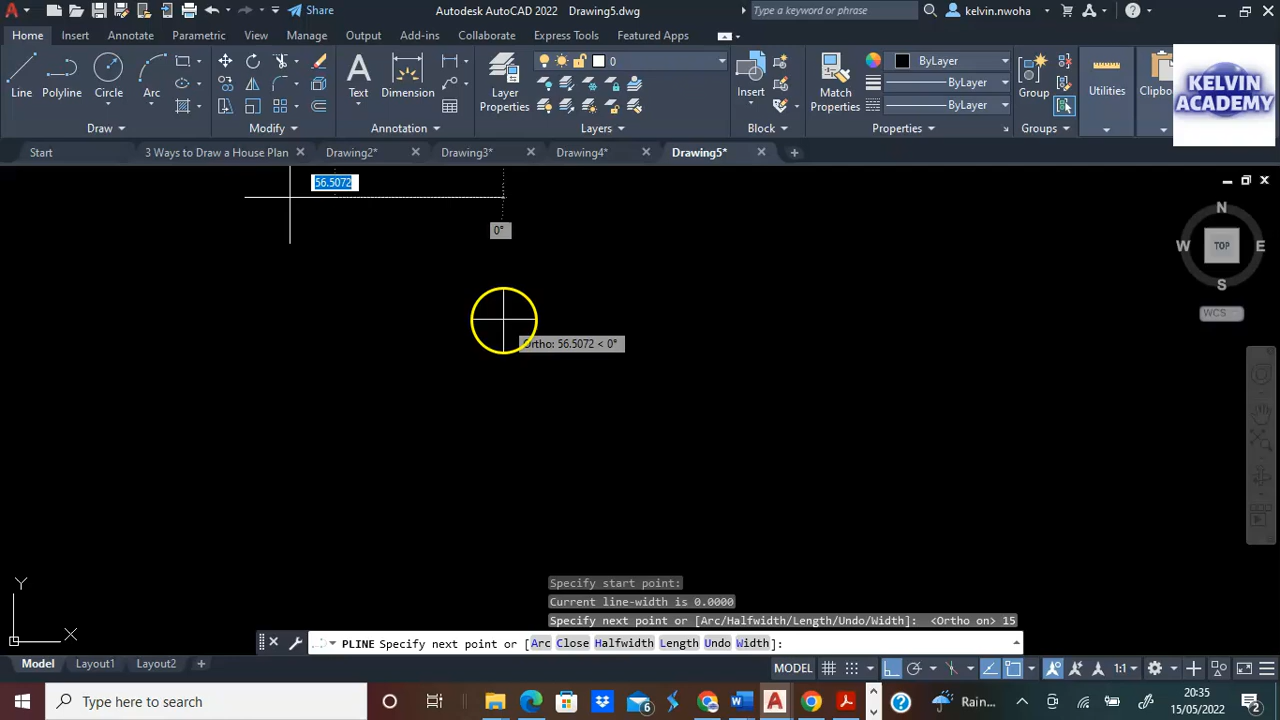 Share
Autodesk AutoCAD 2022 Drawing5.dwg
Type a keyword or phrase
kelvin.nwoha
Home Insert Annotate Parametric View Manage Output Add-ins Collaborate Express Tools Featured Apps
Line Polyline Circle Arc
Text Dimension
Layer Properties
0
Insert
Match Properties
ByLayer
ByLayer
ByLayer
Group
Utilities
Clipbo
KELVIN
ACADEMY
Draw Modify Annotation Layers Block Properties Groups
Start 3 Ways to Draw a House Plan Drawing2* Drawing3* Drawing4* Drawing5*
56.5072
0°
Ortho: 56.5072 < 0°
N
W TOP E
S
WCS
Y
X
Specify start point:
Current line-width is 0.0000
Specify next point or [Arc/Halfwidth/Length/Undo/Width]: <Ortho on> 15
PLINE Specify next point or [Arc Close Halfwidth Length Undo Width]:
Model Layout1 Layout2
MODEL
1:1
Type here to search
6
Rain...
20:35
15/05/2022
2